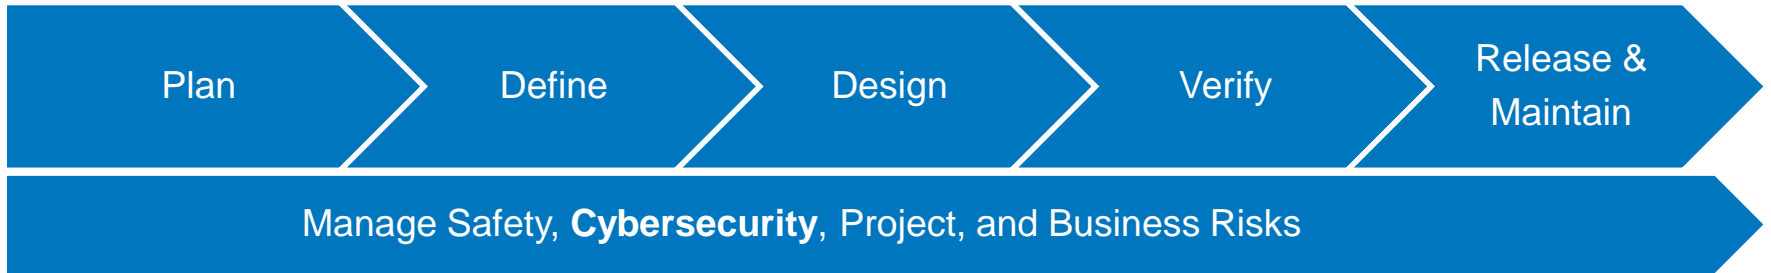 Plan
Define
Design
Verify
Release &
Maintain
Manage Safety, Cybersecurity, Project, and Business Risks